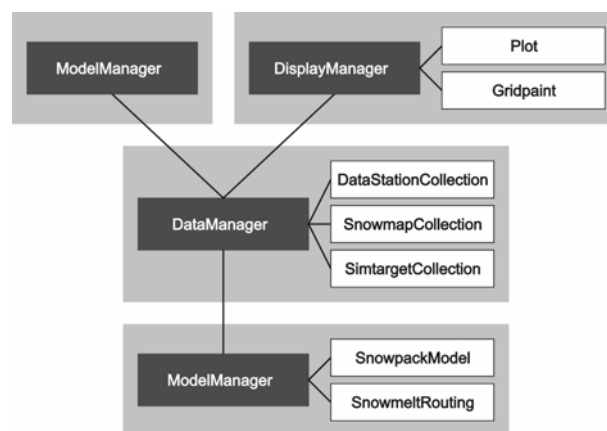 ModelManager
DisplayManager
Plot
Gridpaint
DataManager
DataStationCollection
SnowmapCollection
SimtargetCollection
ModelManager
SnowpackModel
SnowmeltRouting